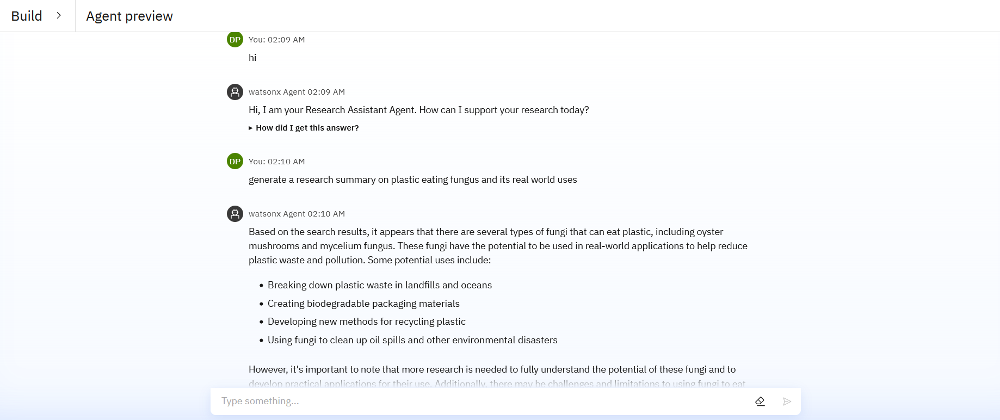 Build > Agent preview
DP You: 02:09 AM
hi
watsonx Agent 02:09 AM
Hi, I am your Research Assistant Agent. How can I support your research today?
▸ How did I get this answer?
DP You: 02:10 AM
generate a research summary on plastic eating fungus and its real world uses
watsonx Agent 02:10 AM
Based on the search results, it appears that there are several types of fungi that can eat plastic, including oyster
mushrooms and mycelium fungus. These fungi have the potential to be used in real-world applications to help reduce
plastic waste and pollution. Some potential uses include:
• Breaking down plastic waste in landfills and oceans
• Creating biodegradable packaging materials
• Developing new methods for recycling plastic
• Using fungi to clean up oil spills and other environmental disasters
However, it's important to note that more research is needed to fully understand the potential of these fungi and to
develop practical applications for their use. Additionally, there may be challenges and limitations to using fungi to eat
Type something...